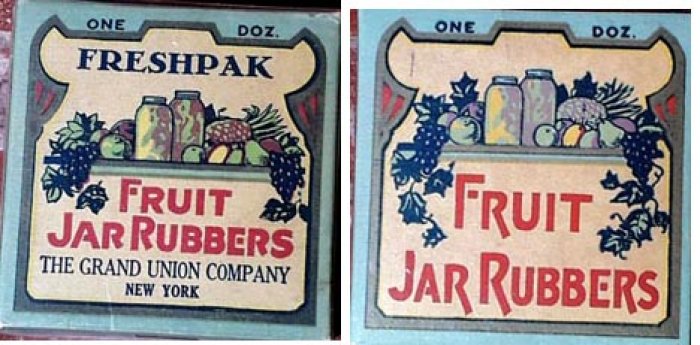 ONE DOZ.
FRESHPAK
FRUIT
JAR RUBBERS
THE GRAND UNION COMPANY
NEW YORK
ONE DOZ.
FRUIT
JAR RUBBERS